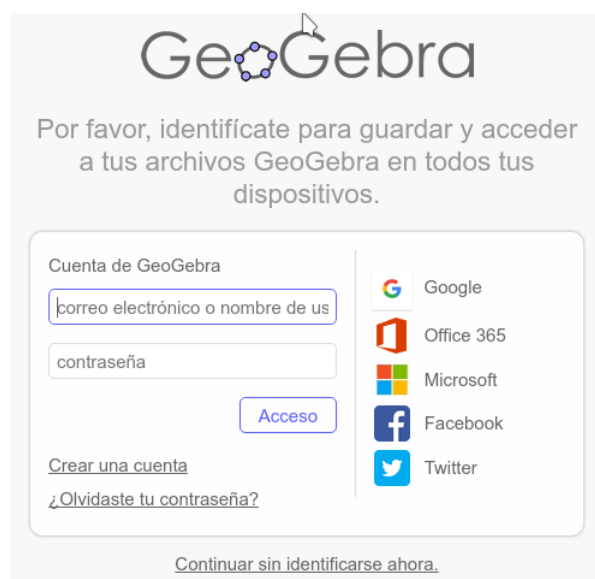 GeoGebra
Por favor, identifícate para guardar y acceder
a tus archivos GeoGebra en todos tus
dispositivos.
Cuenta de GeoGebra
correo electrónico o nombre de us
contraseña
Acceso
Crear una cuenta
¿Olvidaste tu contraseña?
Google
Office 365
Microsoft
Facebook
Twitter
Continuar sin identificarse ahora.